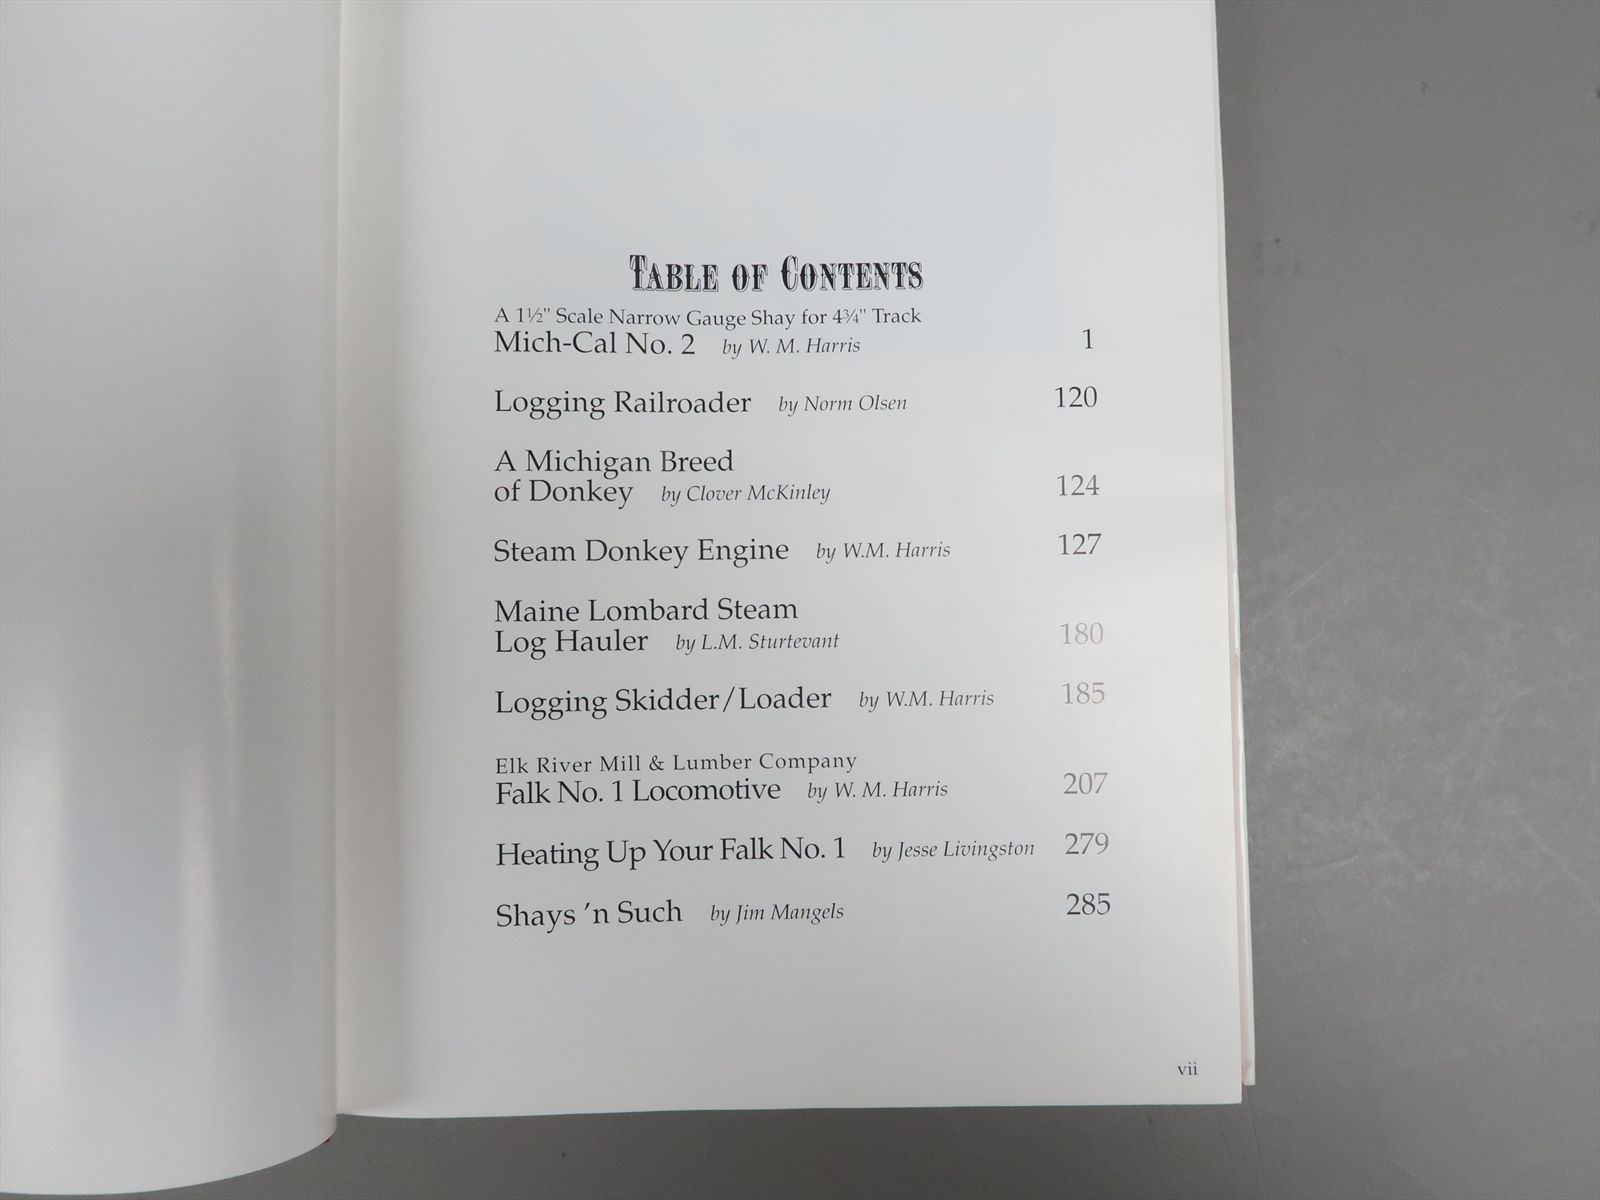 TABLE OF CONTENTS
A 1½" Scale Narrow Gauge Shay for 4¾" Track
Mich-Cal No. 2 by W. M. Harris 1
Logging Railroader by Norm Olsen 120
A Michigan Breed
of Donkey by Clover McKinley 124
Steam Donkey Engine by W.M. Harris 127
Maine Lombard Steam
Log Hauler by L.M. Sturtevant 180
Logging Skidder/Loader by W.M. Harris 185
Elk River Mill & Lumber Company
Falk No. 1 Locomotive by W. M. Harris 207
Heating Up Your Falk No. 1 by Jesse Livingston 279
Shays 'n Such by Jim Mangels 285
vii